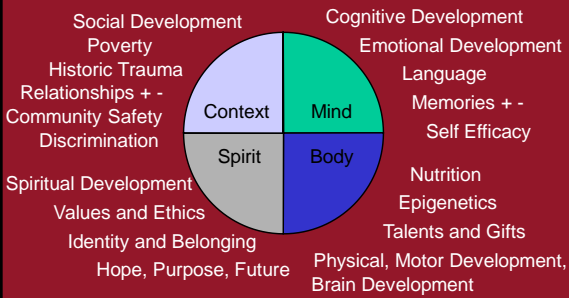 Social Development
Poverty
Historic Trauma
Relationships + -
Community Safety
Discrimination
Cognitive Development
Emotional Development
Language
Memories + -
Self Efficacy
Context
Mind
Spirit
Body
Spiritual Development
Values and Ethics
Identity and Belonging
Hope, Purpose, Future
Nutrition
Epigenetics
Talents and Gifts
Physical, Motor Development,
Brain Development